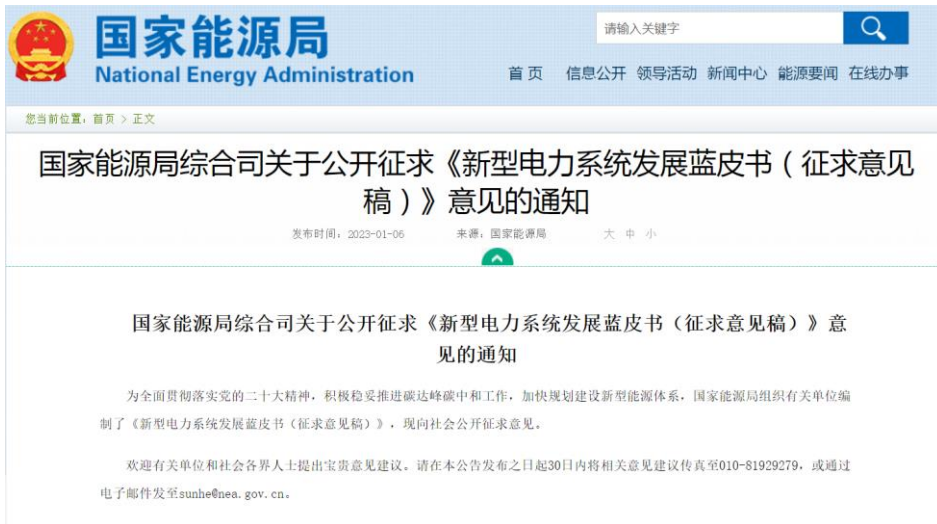 国家能源局
National Energy Administration
请输入关键字
首页 信息公开 领导活动 新闻中心 能源要闻 在线办事
您当前位置：首页 > 正文
国家能源局综合司关于公开征求《新型电力系统发展蓝皮书（征求意见
稿）》意见的通知
发布时间：2023-01-06 来源：国家能源局 大 中 小
国家能源局综合司关于公开征求《新型电力系统发展蓝皮书（征求意见稿）》意
见的通知
为全面贯彻落实党的二十大精神，积极稳妥推进碳达峰碳中和工作，加快规划建设新型能源体系，国家能源局组织有关单位编
制了《新型电力系统发展蓝皮书（征求意见稿）》，现向社会公开征求意见。
欢迎有关单位和社会各界人士提出宝贵意见建议。请在本公告发布之日起30日内将相关意见建议传真至010-81929279，或通过
电子邮件发至sunhe@nea.gov.cn。